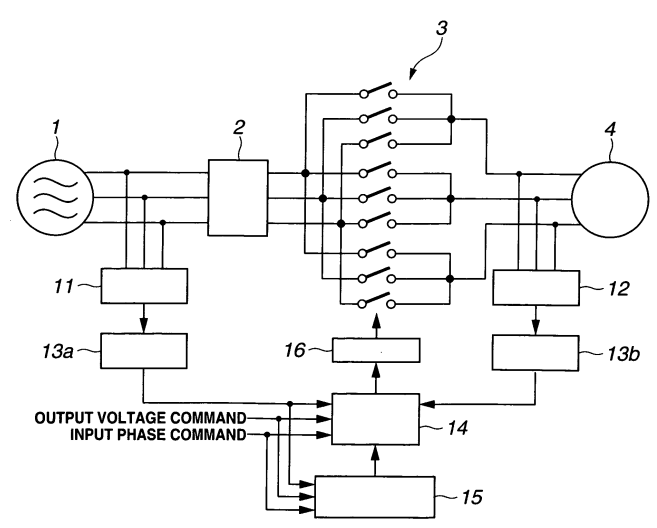 3
1
2
4
11
12
13a
16
13b
OUTPUT VOLTAGE COMMAND
14
INPUT PHASE COMMAND
15